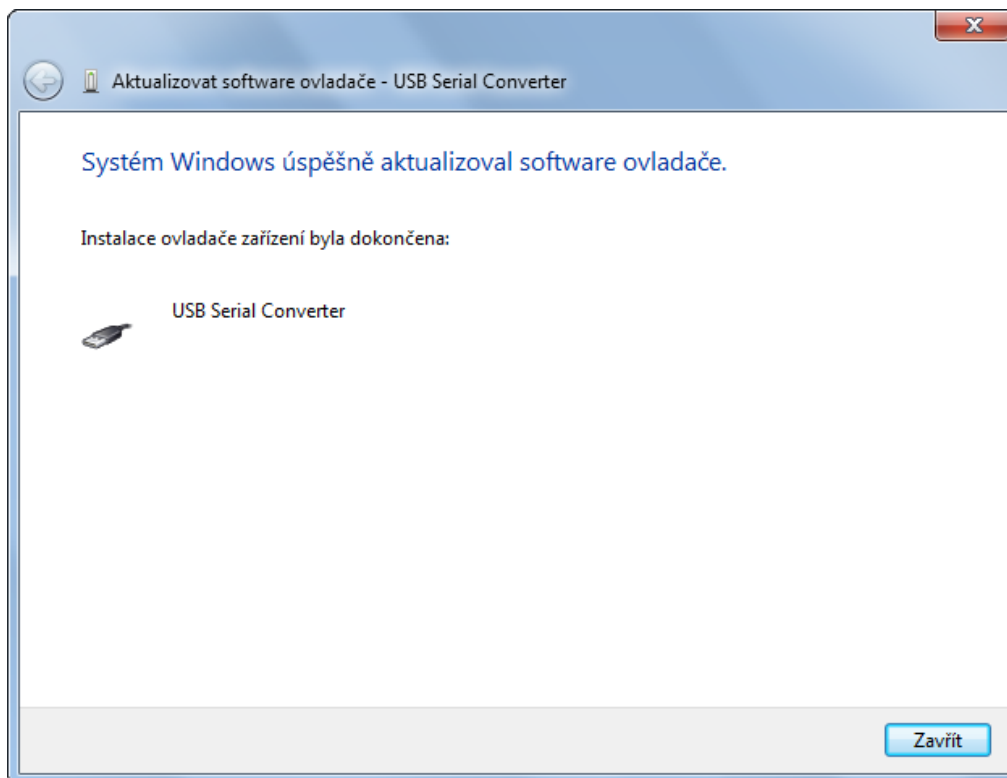 Aktualizovat software ovladače - USB Serial Converter
Systém Windows úspěšně aktualizoval software ovladače.
Instalace ovladače zařízení byla dokončena:
USB Serial Converter
Zavřít